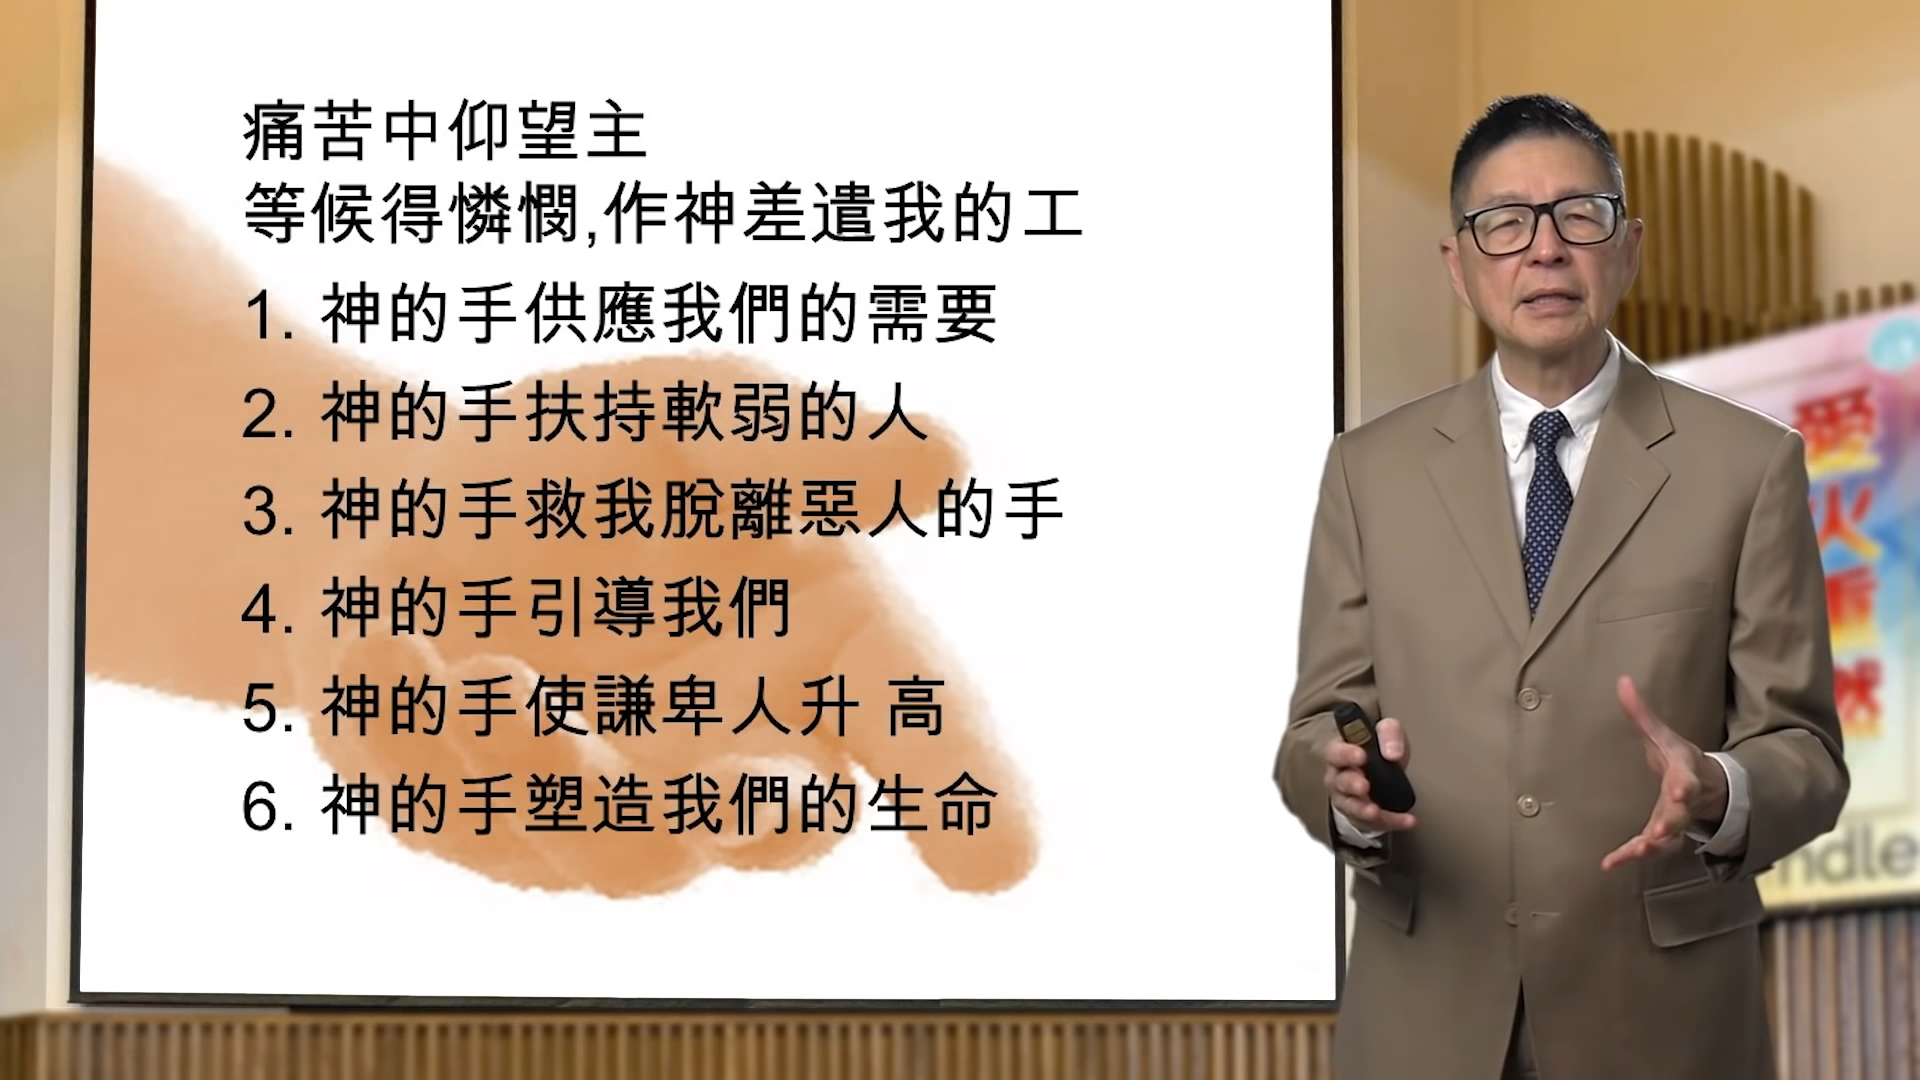 痛苦中仰望主
等候得憐憫,作神差遣我的工
1. 神的手供應我們的需要
2. 神的手扶持軟弱的人
3. 神的手救我脫離惡人的手
4. 神的手引導我們
5. 神的手使謙卑人升 高
6. 神的手塑造我們的生命
愛
火
ndle